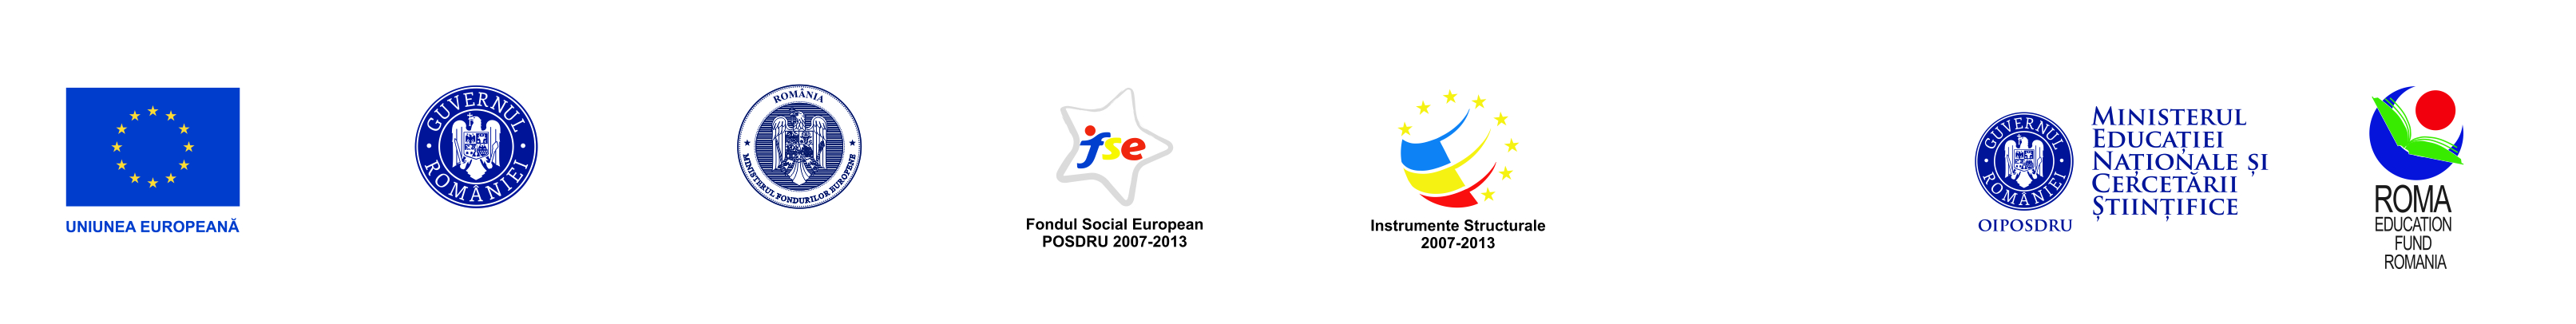 UNIUNEA EUROPEANĂ
GUVERNUL
ROMÂNIEI
ROMÂNIA
MINISTERUL FONDURILOR EUROPENE
fse
Fondul Social European
POSDRU 2007-2013
Instrumente Structurale
2007-2013
GUVERNUL
ROMÂNIEI
OIPOSDRU
MINISTERUL
EDUCAȚIEI
NAȚIONALE ȘI
CERCETĂRII
ȘTIINȚIFICE
ROMA
EDUCATION
FUND
ROMANIA